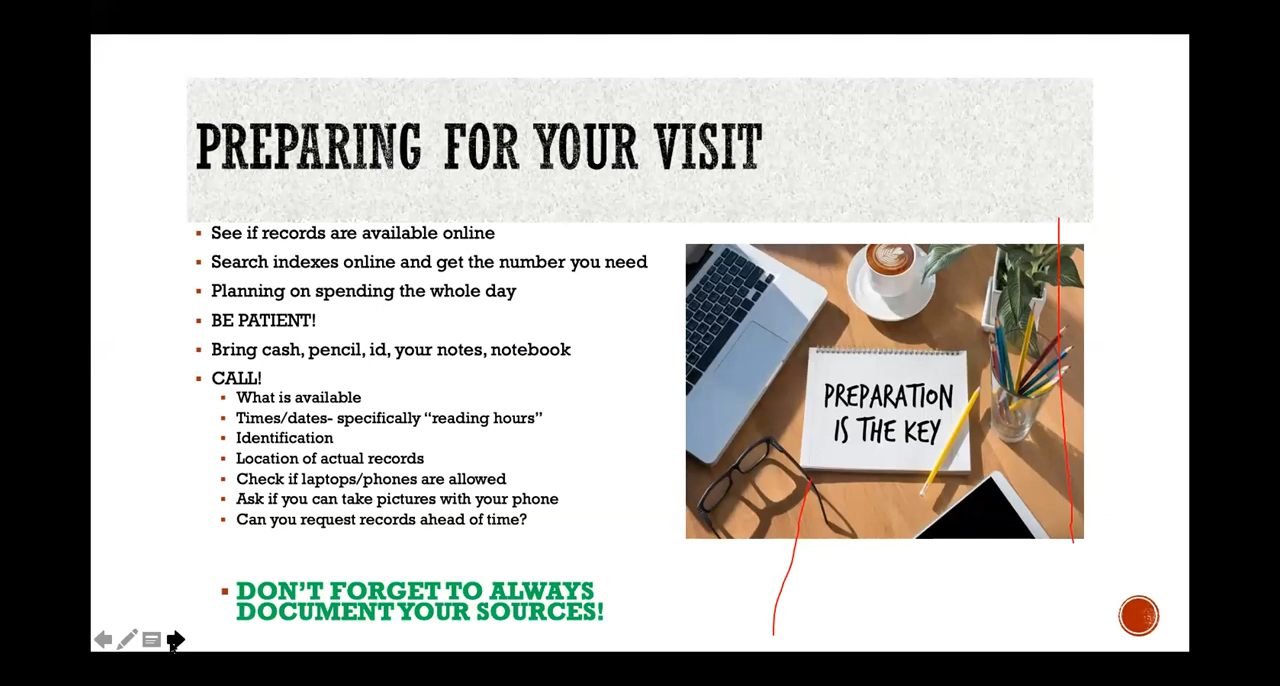 PREPARING FOR YOUR VISIT
See if records are available online
Search indexes online and get the number you need
Planning on spending the whole day
BE PATIENT!
Bring cash, pencil, id, your notes, notebook
CALL!
What is available
Times/dates- specifically “reading hours”
Identification
Location of actual records
Check if laptops/phones are allowed
Ask if you can take pictures with your phone
Can you request records ahead of time?
DON’T FORGET TO ALWAYS
DOCUMENT YOUR SOURCES!
PREPARATION
IS THE KEY